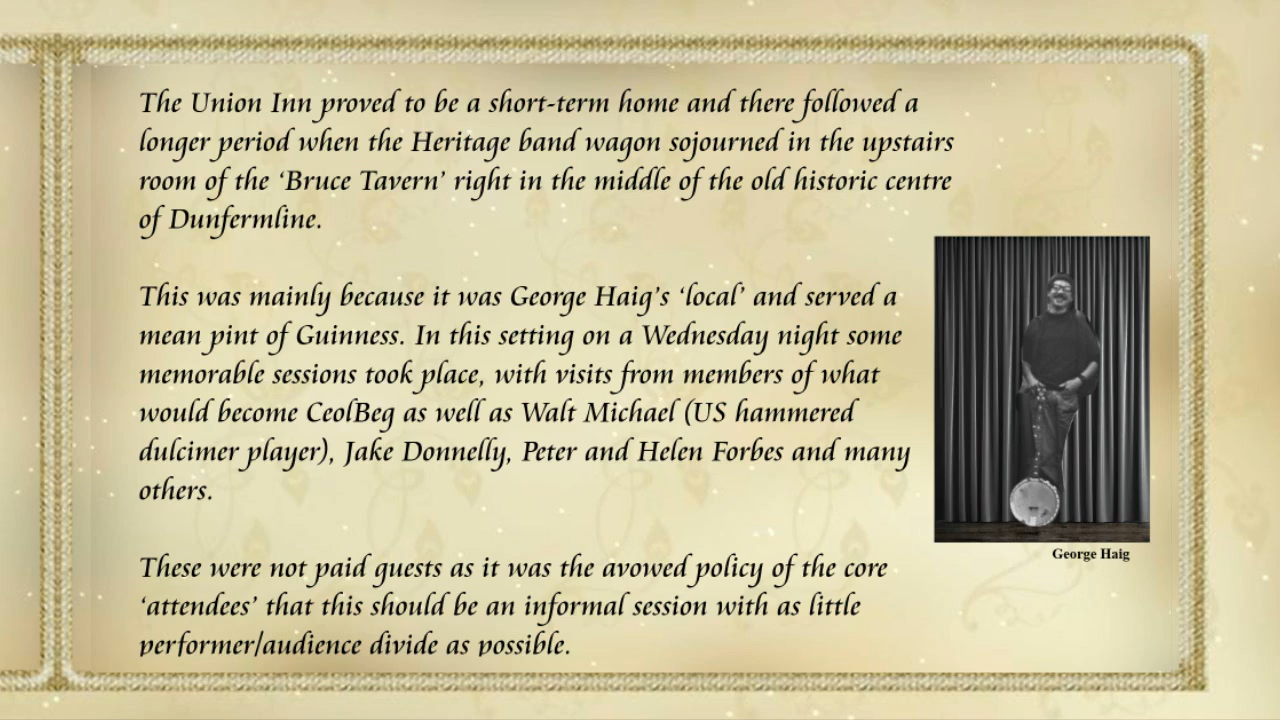 The Union Inn proved to be a short-term home and there followed a
longer period when the Heritage band wagon sojourned in the upstairs
room of the ‘Bruce Tavern’ right in the middle of the old historic centre
of Dunfermline.
This was mainly because it was George Haig’s ‘local’ and served a
mean pint of Guinness. In this setting on a Wednesday night some
memorable sessions took place, with visits from members of what
would become CeolBeg as well as Walt Michael (US hammered
dulcimer player), Jake Donnelly, Peter and Helen Forbes and many
others.
These were not paid guests as it was the avowed policy of the core
‘attendees’ that this should be an informal session with as little
performer/audience divide as possible.
George Haig